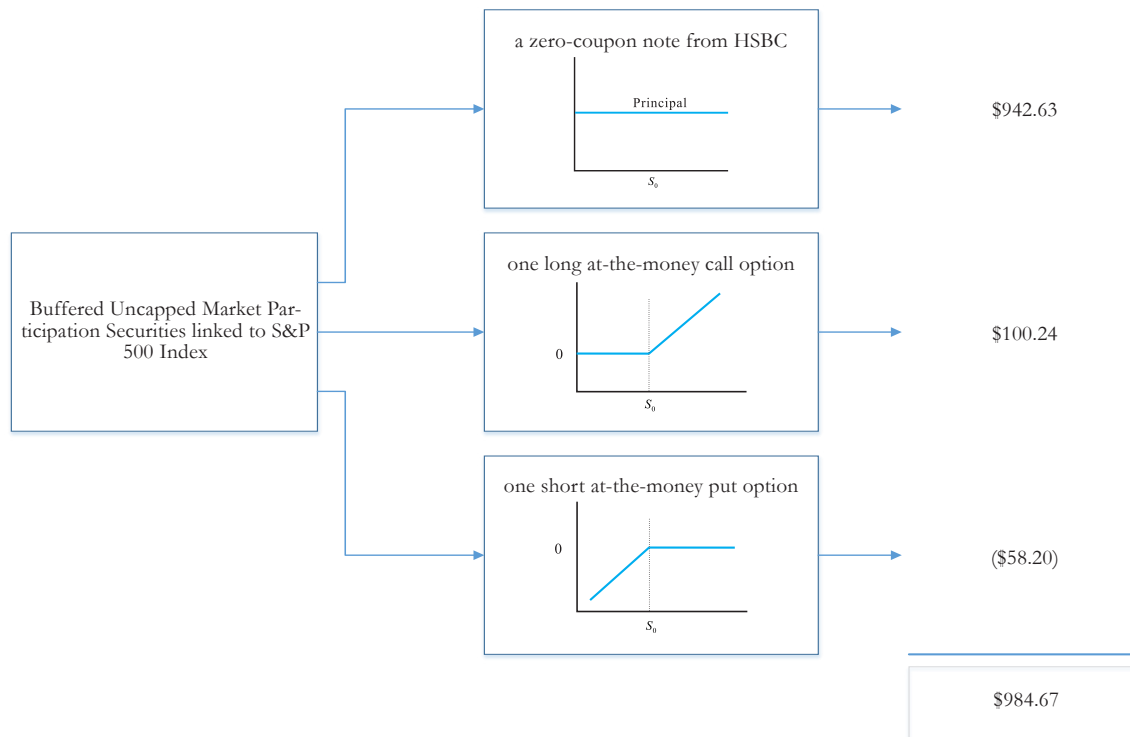 a zero-coupon note from HSBC
Principal
S₀
$942.63
Buffered Uncapped Market Par-
ticipation Securities linked to S&P
500 Index
one long at-the-money call option
0
S₀
$100.24
one short at-the-money put option
0
S₀
($58.20)
$984.67